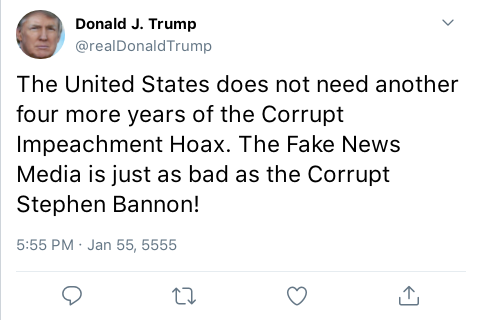 Donald J. Trump
@realDonaldTrump
The United States does not need another
four more years of the Corrupt
Impeachment Hoax. The Fake News
Media is just as bad as the Corrupt
Stephen Bannon!
5:55 PM · Jan 55, 5555